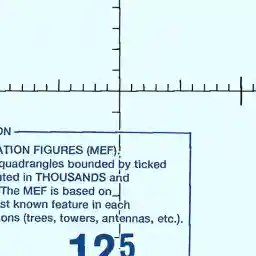 ON
ATION FIGURES (MEF)
quadrangles bounded by ticked
ted in THOUSANDS and
The MEF is based on
st known feature in each
ons (trees, towers, antennas, etc.).
12⁵